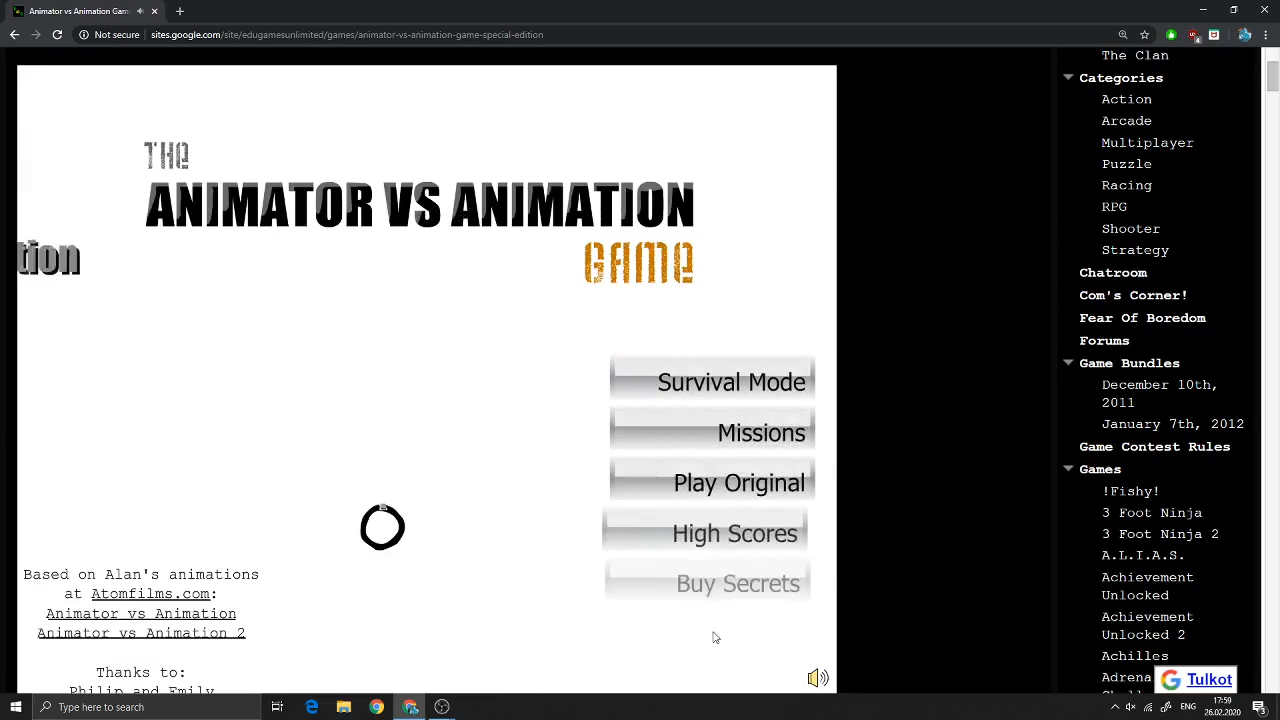 Animator vs Animation Gam
Not secure
sites.google.com/site/edugamesunlimited/games/animator-vs-animation-game-special-edition
THE
ANIMATOR VS ANIMATION
GAME
tion
Survival Mode
Missions
Play Original
High Scores
Buy Secrets
Based on Alan's animations
at Atomfilms.com:
Animator vs Animation
Animator vs Animation 2
Thanks to:
Philip and Emily
The Clan
Categories
Action
Arcade
Multiplayer
Puzzle
Racing
RPG
Shooter
Strategy
Chatroom
Com's Corner!
Fear Of Boredom
Forums
Game Bundles
December 10th,
2011
January 7th, 2012
Game Contest Rules
Games
!Fishy!
3 Foot Ninja
3 Foot Ninja 2
A.L.I.A.S.
Achievement
Unlocked
Achievement
Unlocked 2
Achilles
Adrena
G Tulkot
Type here to search
ENG
17:59
26.02.2020